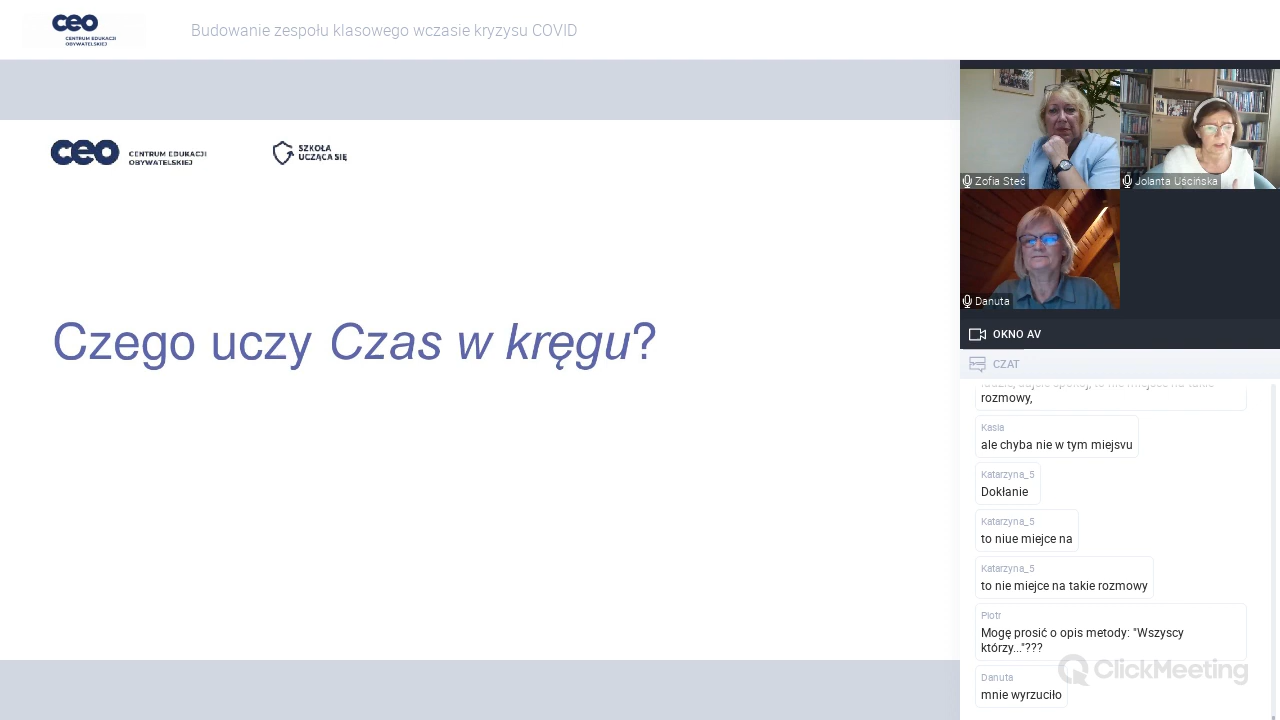 ceo
CENTRUM EDUKACJI
OBYWATELSKIEJ
Budowanie zespołu klasowego wczasie kryzysu COVID
ceo
CENTRUM EDUKACJI
OBYWATELSKIEJ
SZKOŁA
UCZĄCA SIĘ
Czego uczy Czas w kręgu?
Zofia Steć
Jolanta Uścińska
Danuta
OKNO AV
CZAT
rozmowy,
Kasia
ale chyba nie w tym miejsvu
Katarzyna_5
Dokłanie
Katarzyna_5
to niue miejce na
Katarzyna_5
to nie miejce na takie rozmowy
Piotr
Mogę prosić o opis metody: "Wszyscy
którzy..."???
ClickMeeting
Danuta
mnie wyrzuciło